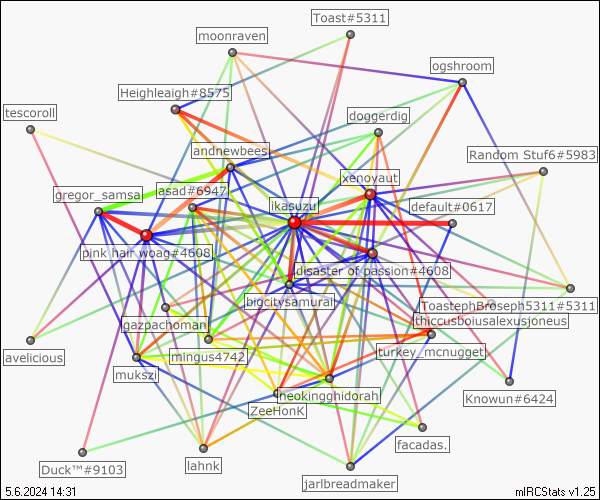 Toast#5311
moonraven
ogshroom
Heighleigh#8575
tescoroll
doggerdig
andnewbees
Random Stuf6#5983
xenoyaut
gregor_samsa
asad#6947
ikasuzu
default#0617
pink hair woag#4608
disaster of passion#4608
bigcitysamurai
ToastephBroseph5311#5311
gazpachoman
thiccusboiusalexusjoneus
avelicious
mingus4742
turkey_mcnugget
mukszi
heokingghidorah
Knowun#6424
ZeeHonK
facadas.
Duck™#9103
lahnk
jarlbreadmaker
5.6.2024 14:31
mIRCStats v1.25